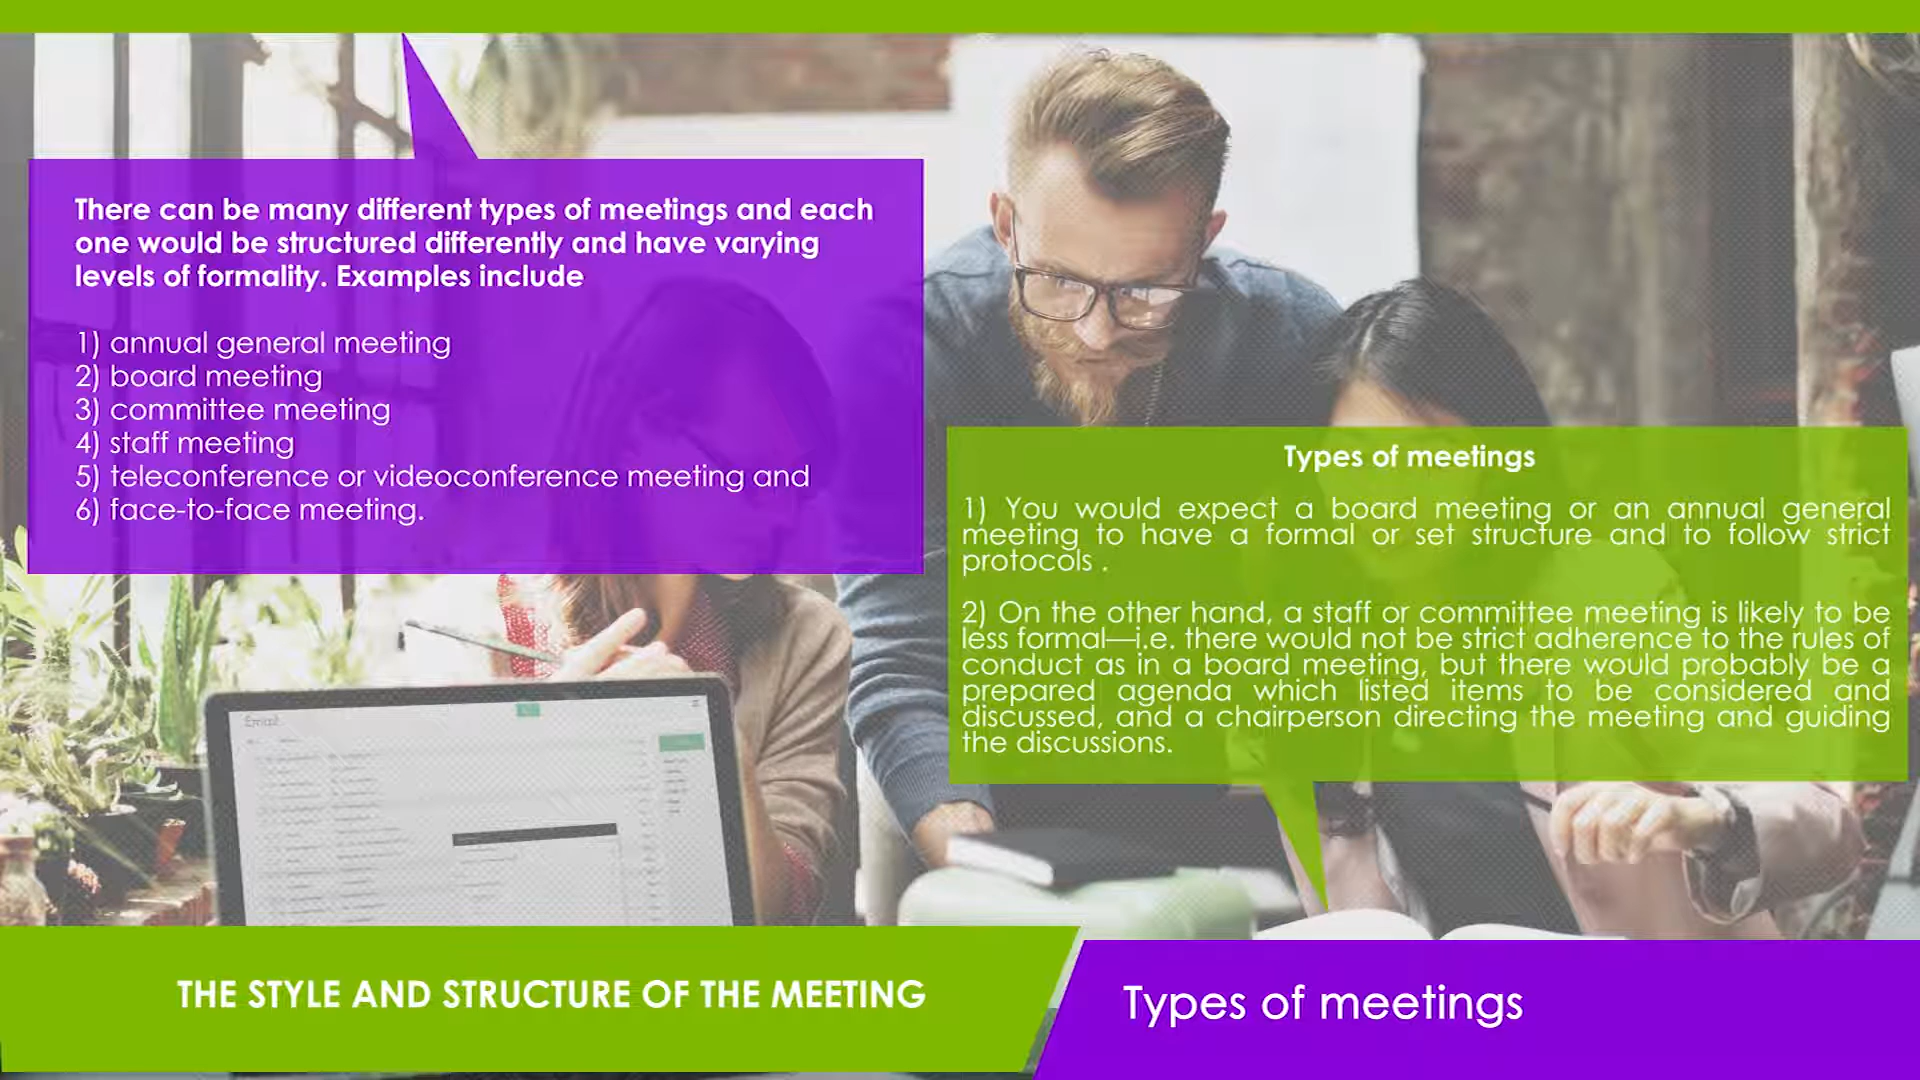 There can be many different types of meetings and each
one would be structured differently and have varying
levels of formality. Examples include
1) annual general meeting
2) board meeting
3) committee meeting
4) staff meeting
5) teleconference or videoconference meeting and
6) face-to-face meeting.
Types of meetings
1) You would expect a board meeting or an annual general
meeting to have a formal or set structure and to follow strict
protocols .
2) On the other hand, a staff or committee meeting is likely to be
less formal—i.e. there would not be strict adherence to the rules of
conduct as in a board meeting, but there would probably be a
prepared agenda which listed items to be considered and
discussed, and a chairperson directing the meeting and guiding
the discussions.
Email
THE STYLE AND STRUCTURE OF THE MEETING
Types of meetings